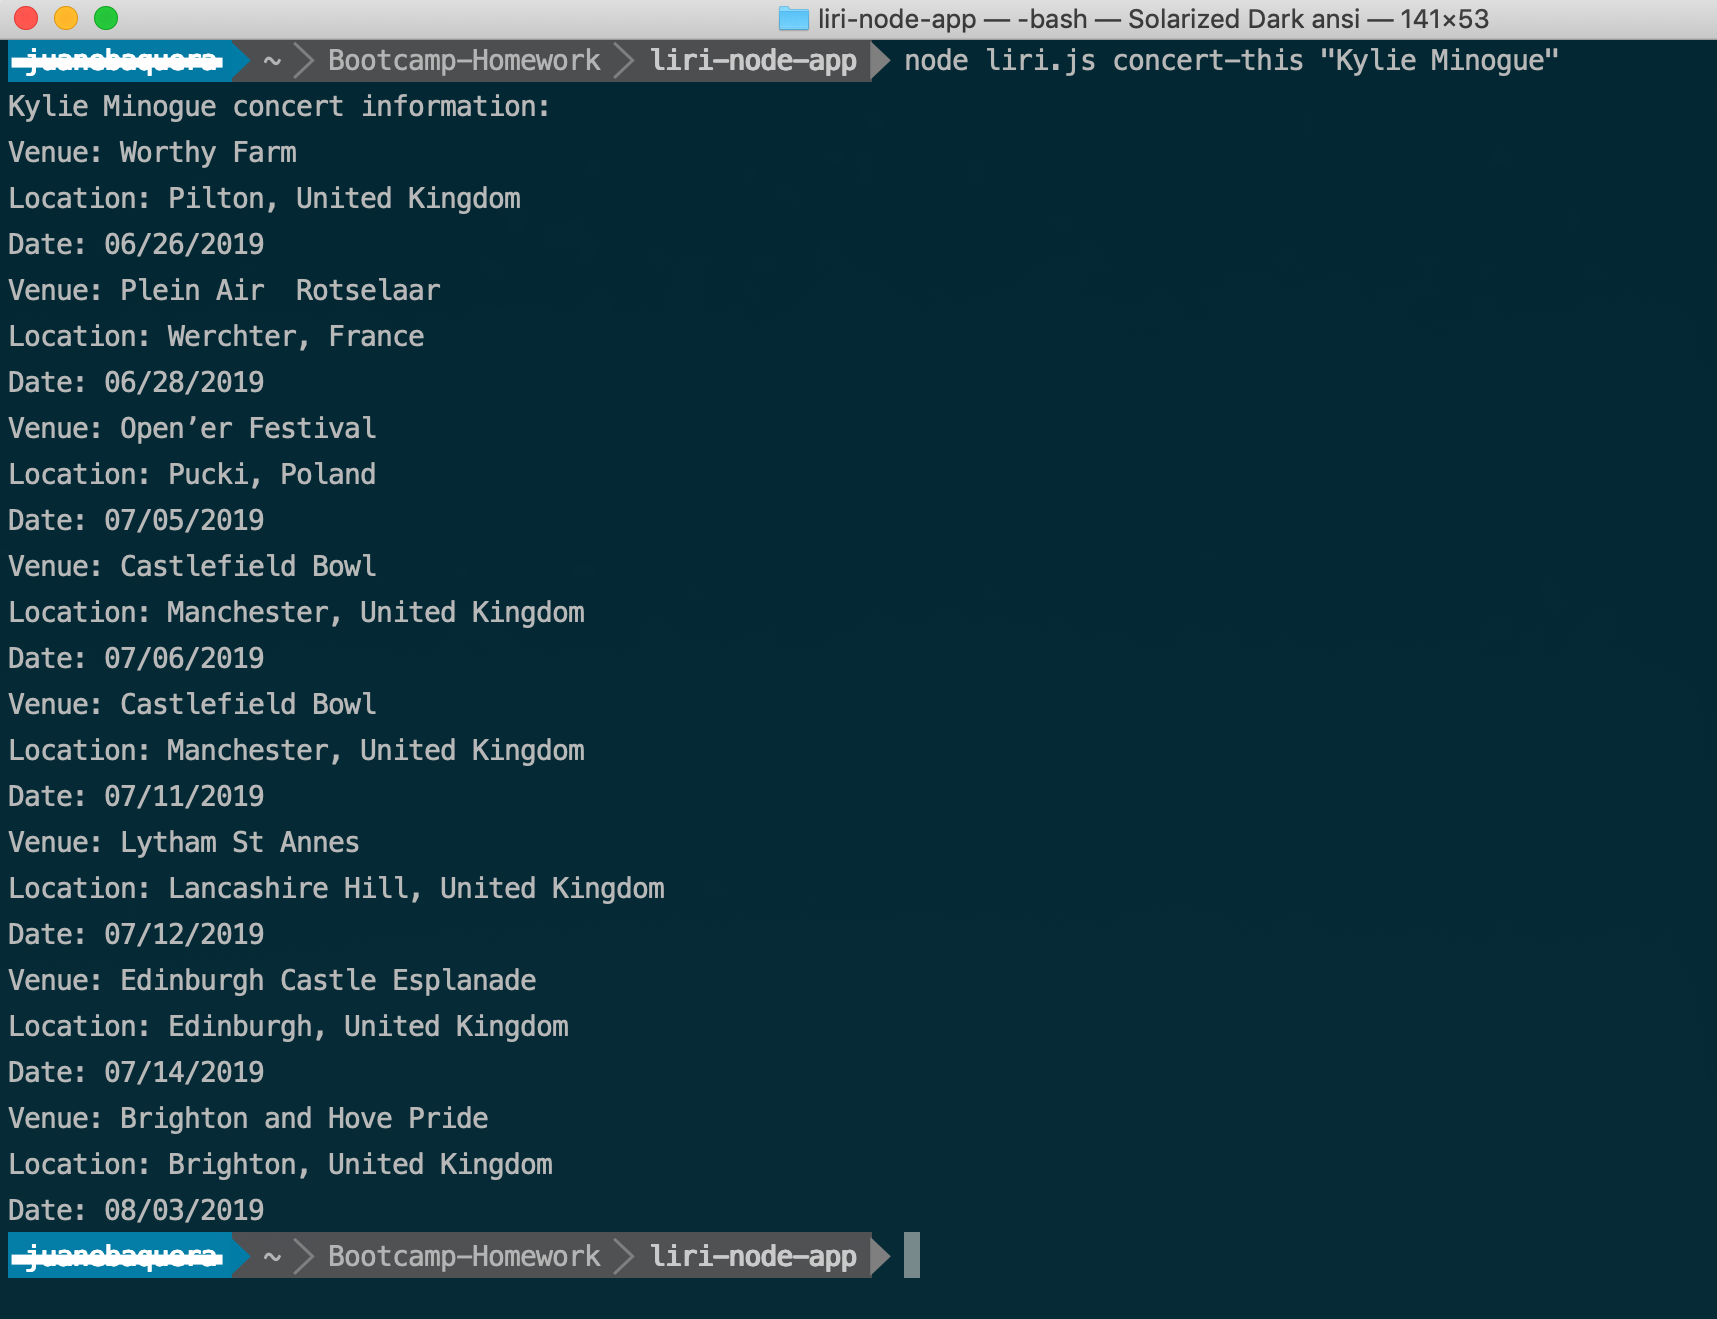 liri-node-app — -bash — Solarized Dark ansi — 141×53
~ Bootcamp-Homework liri-node-app node liri.js concert-this "Kylie Minogue"
Kylie Minogue concert information:
Venue: Worthy Farm
Location: Pilton, United Kingdom
Date: 06/26/2019
Venue: Plein Air  Rotselaar
Location: Werchter, France
Date: 06/28/2019
Venue: Open’er Festival
Location: Pucki, Poland
Date: 07/05/2019
Venue: Castlefield Bowl
Location: Manchester, United Kingdom
Date: 07/06/2019
Venue: Castlefield Bowl
Location: Manchester, United Kingdom
Date: 07/11/2019
Venue: Lytham St Annes
Location: Lancashire Hill, United Kingdom
Date: 07/12/2019
Venue: Edinburgh Castle Esplanade
Location: Edinburgh, United Kingdom
Date: 07/14/2019
Venue: Brighton and Hove Pride
Location: Brighton, United Kingdom
Date: 08/03/2019
~ Bootcamp-Homework liri-node-app